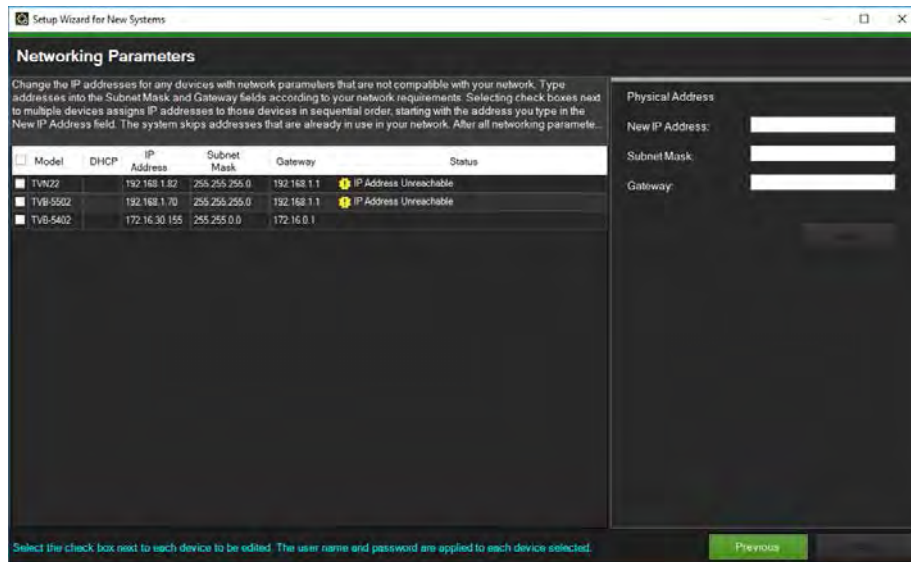 Setup Wizard for New Systems
Networking Parameters
Change the IP addresses for any devices with network parameters that are not compatible with your network. Type
addresses into the Subnet Mask and Gateway fields according to your network requirements. Selecting check boxes next
to multiple devices assigns IP addresses to those devices in sequential order, starting with the address you type in the
New IP Address field. The system skips addresses that are already in use in your network. After all networking paramete...
Model DHCP IP Address Subnet Mask Gateway Status
TVN22 192.168.1.82 255.255.255.0 192.168.1.1 IP Address Unreachable
TVB-5502 192.168.1.70 255.255.255.0 192.168.1.1 IP Address Unreachable
TVB-5402 172.16.30.155 255.255.0.0 172.16.0.1
Physical Address
New IP Address:
Subnet Mask:
Gateway:
Select the check box next to each device to be edited. The user name and password are applied to each device selected.
Previous